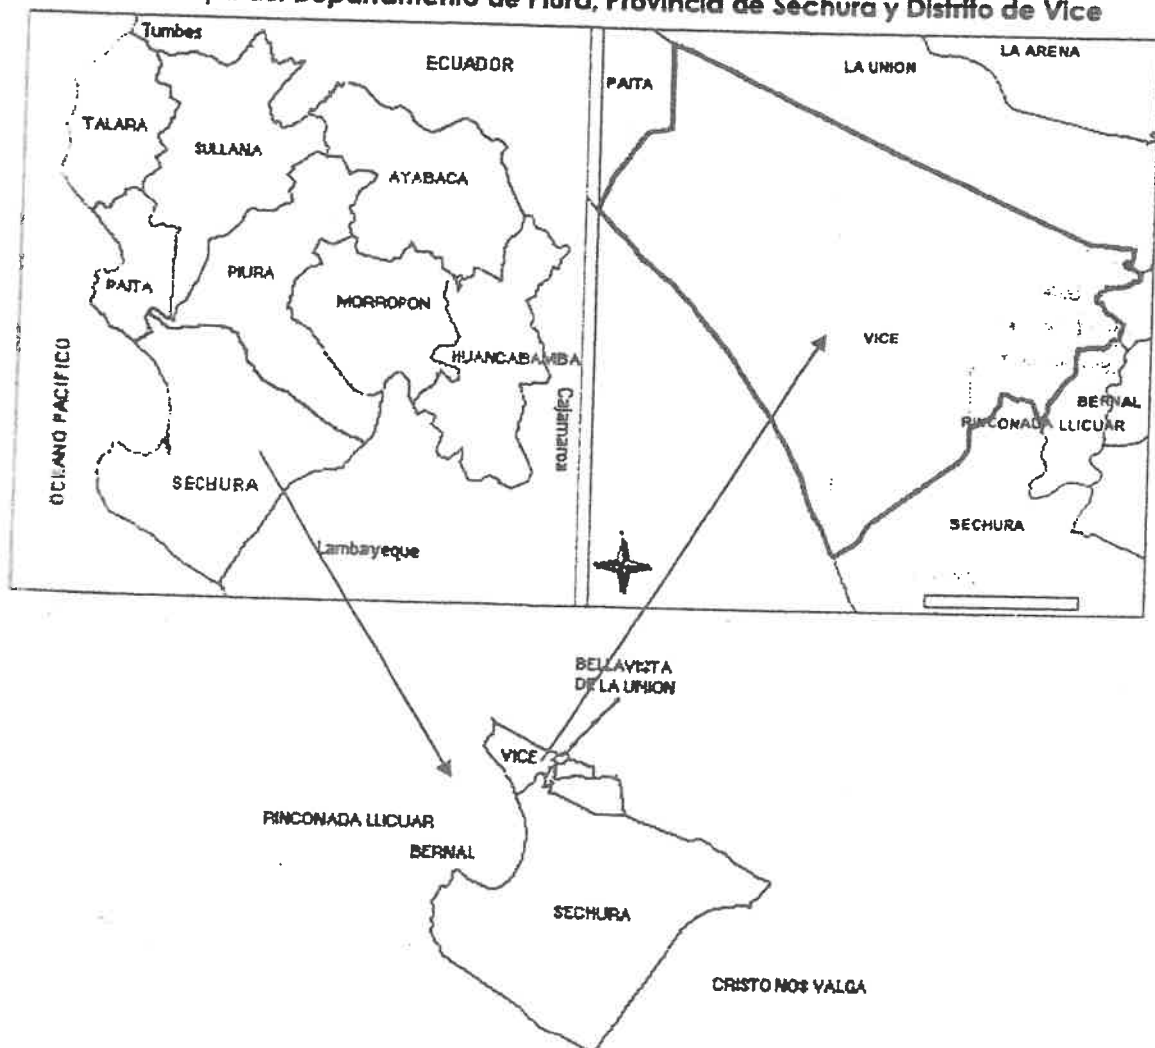 del Departamento de Piura, Provincia de Sechura y Distrito de Vice
Tumbes
ECUADOR
TALARA
SULLANA
AYABACA
PAITA
PIURA
MORROPON
HUANCABAMBA
OCEANO PACIFICO
Cajamarca
SECHURA
Lambayeque
LA ARENA
LA UNION
PAITA
VICE
BERNAL
RINCONADA LLICUAR
SECHURA
BELLAVISTA
DE LA UNION
VICE
RINCONADA LLICUAR
BERNAL
SECHURA
CRISTO NOS VALGA